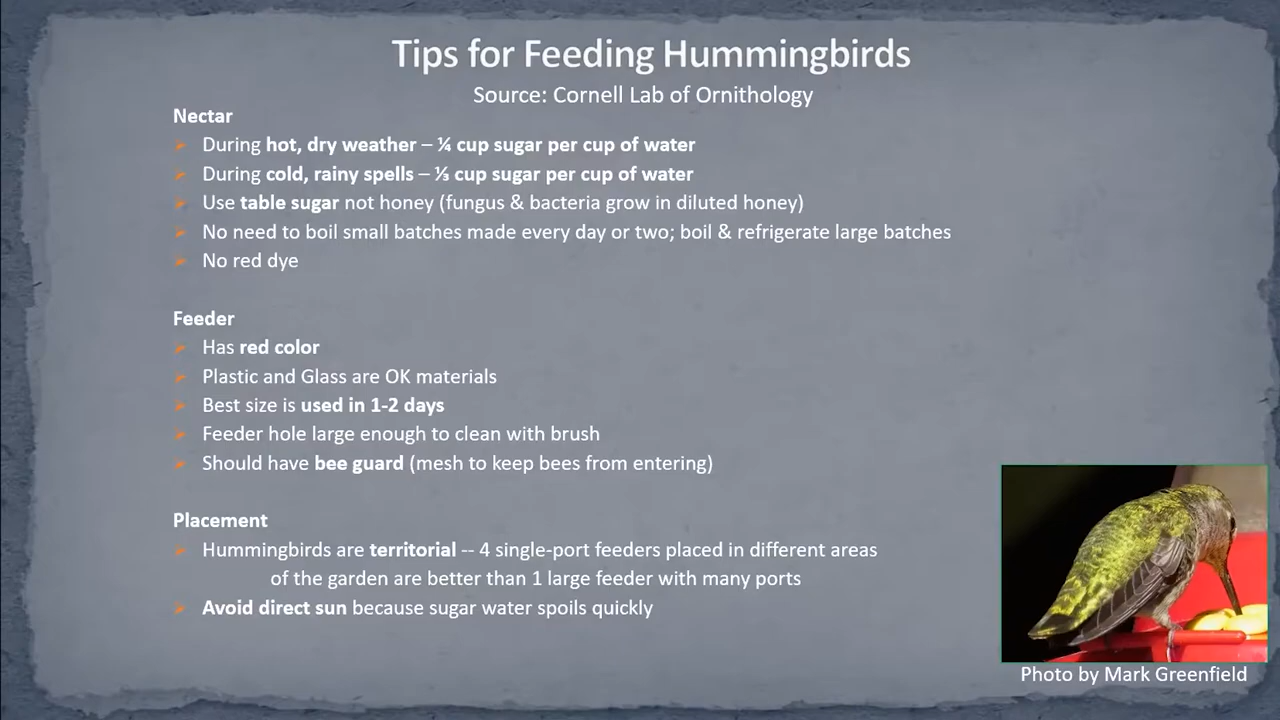 Tips for Feeding Hummingbirds
Source: Cornell Lab of Ornithology
Nectar
During hot, dry weather – ¼ cup sugar per cup of water
During cold, rainy spells – ⅓ cup sugar per cup of water
Use table sugar not honey (fungus & bacteria grow in diluted honey)
No need to boil small batches made every day or two; boil & refrigerate large batches
No red dye
Feeder
Has red color
Plastic and Glass are OK materials
Best size is used in 1-2 days
Feeder hole large enough to clean with brush
Should have bee guard (mesh to keep bees from entering)
Placement
Hummingbirds are territorial -- 4 single-port feeders placed in different areas
of the garden are better than 1 large feeder with many ports
Avoid direct sun because sugar water spoils quickly
Photo by Mark Greenfield